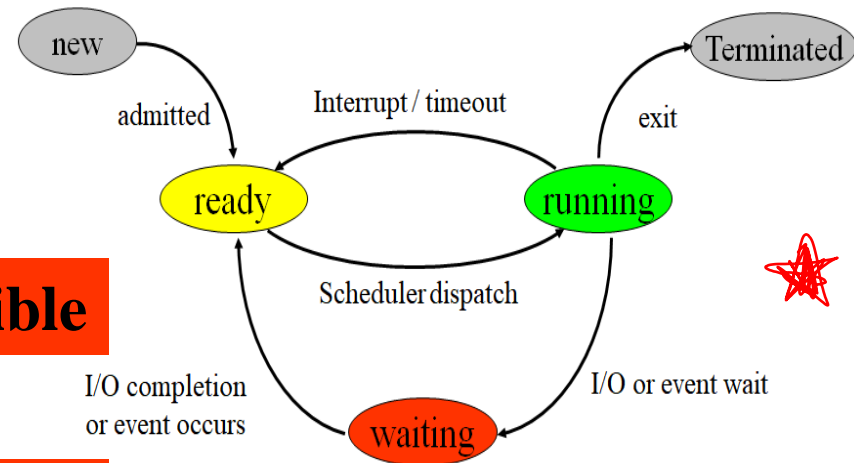 new
Terminated
admitted
Interrupt / timeout
exit
ready
running
Scheduler dispatch
ible
I/O completion
or event occurs
I/O or event wait
waiting